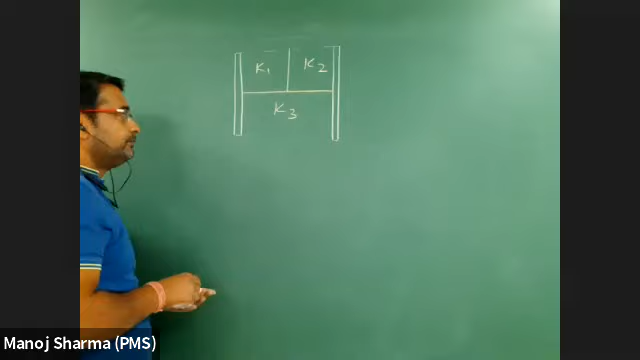 K₁ K₂
K₃
Manoj Sharma (PMS)